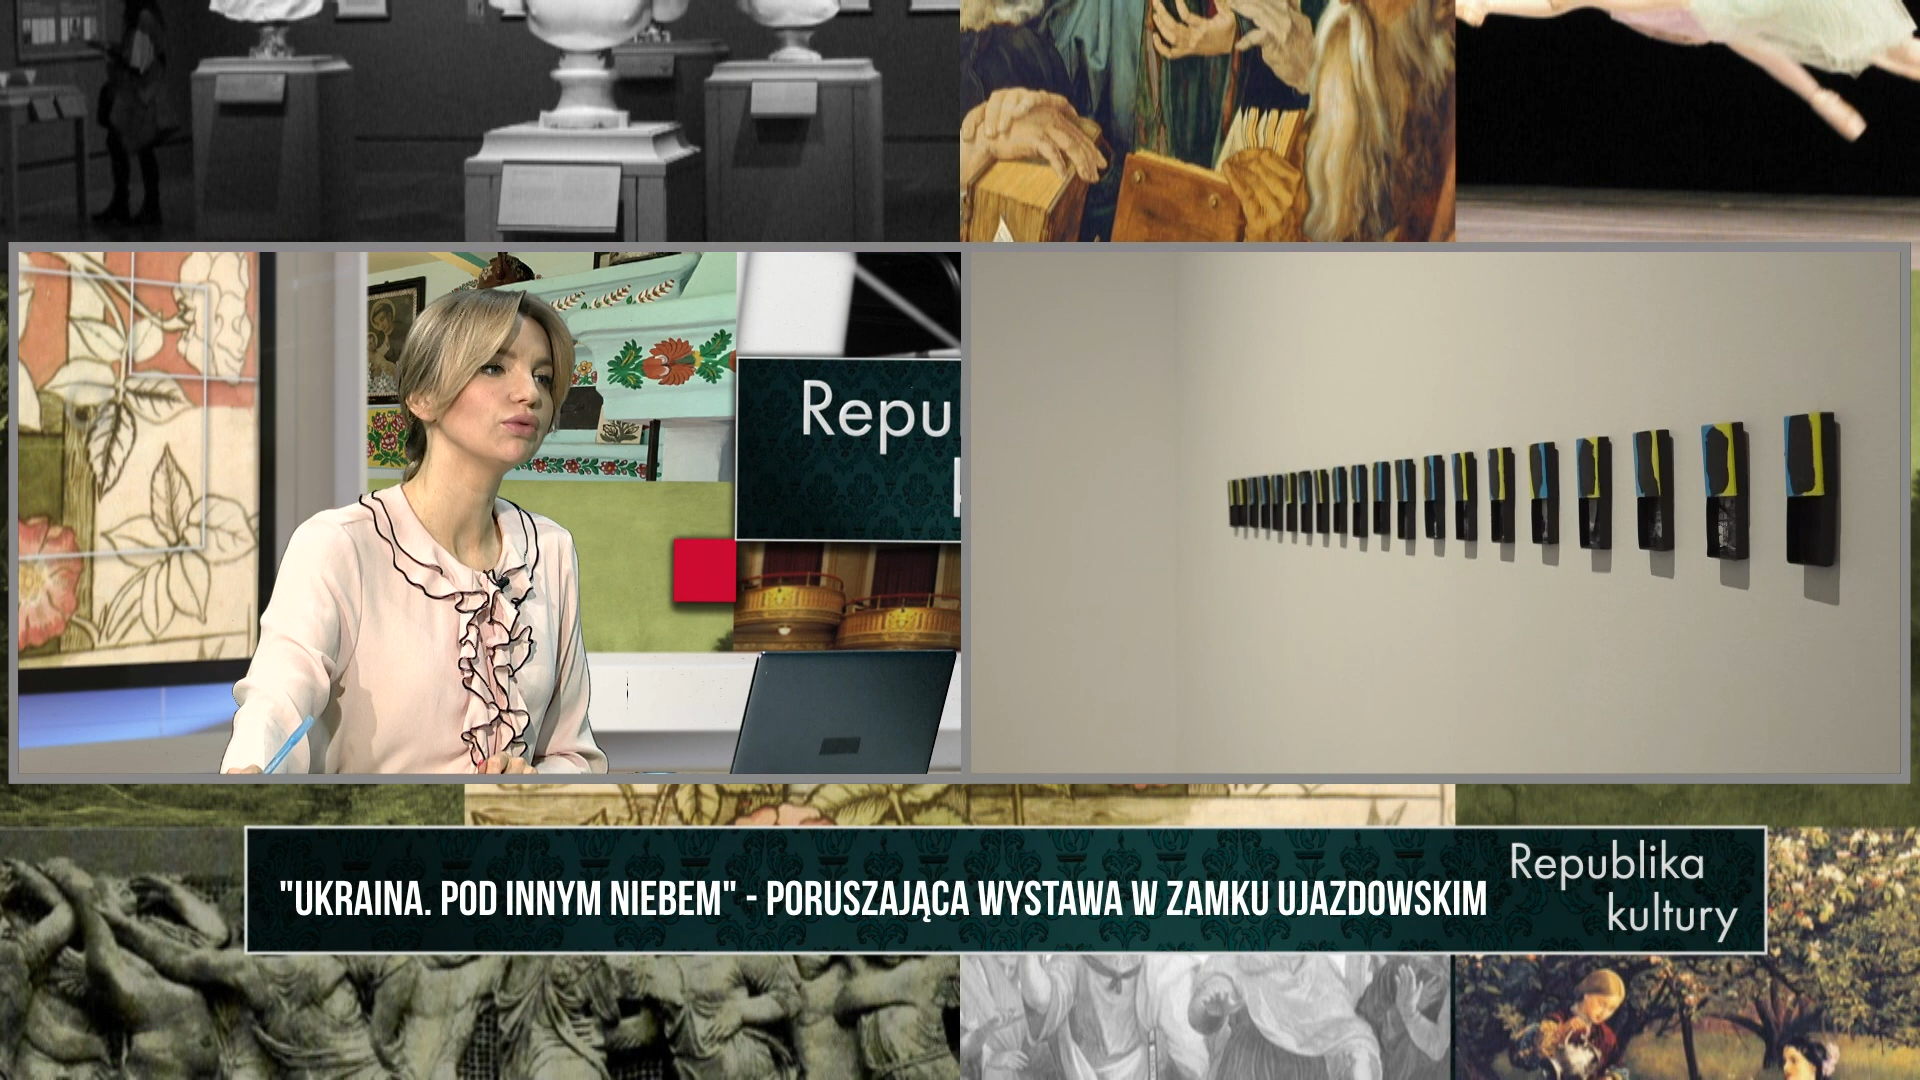 Repu
"UKRAINA. POD INNYM NIEBEM" - PORUSZAJĄCA WYSTAWA W ZAMKU UJAZDOWSKIM
Republika
kultury